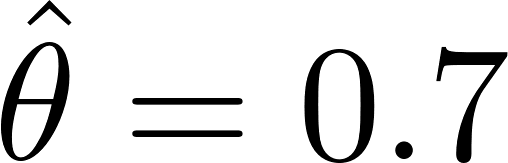 θ̂ = 0.7